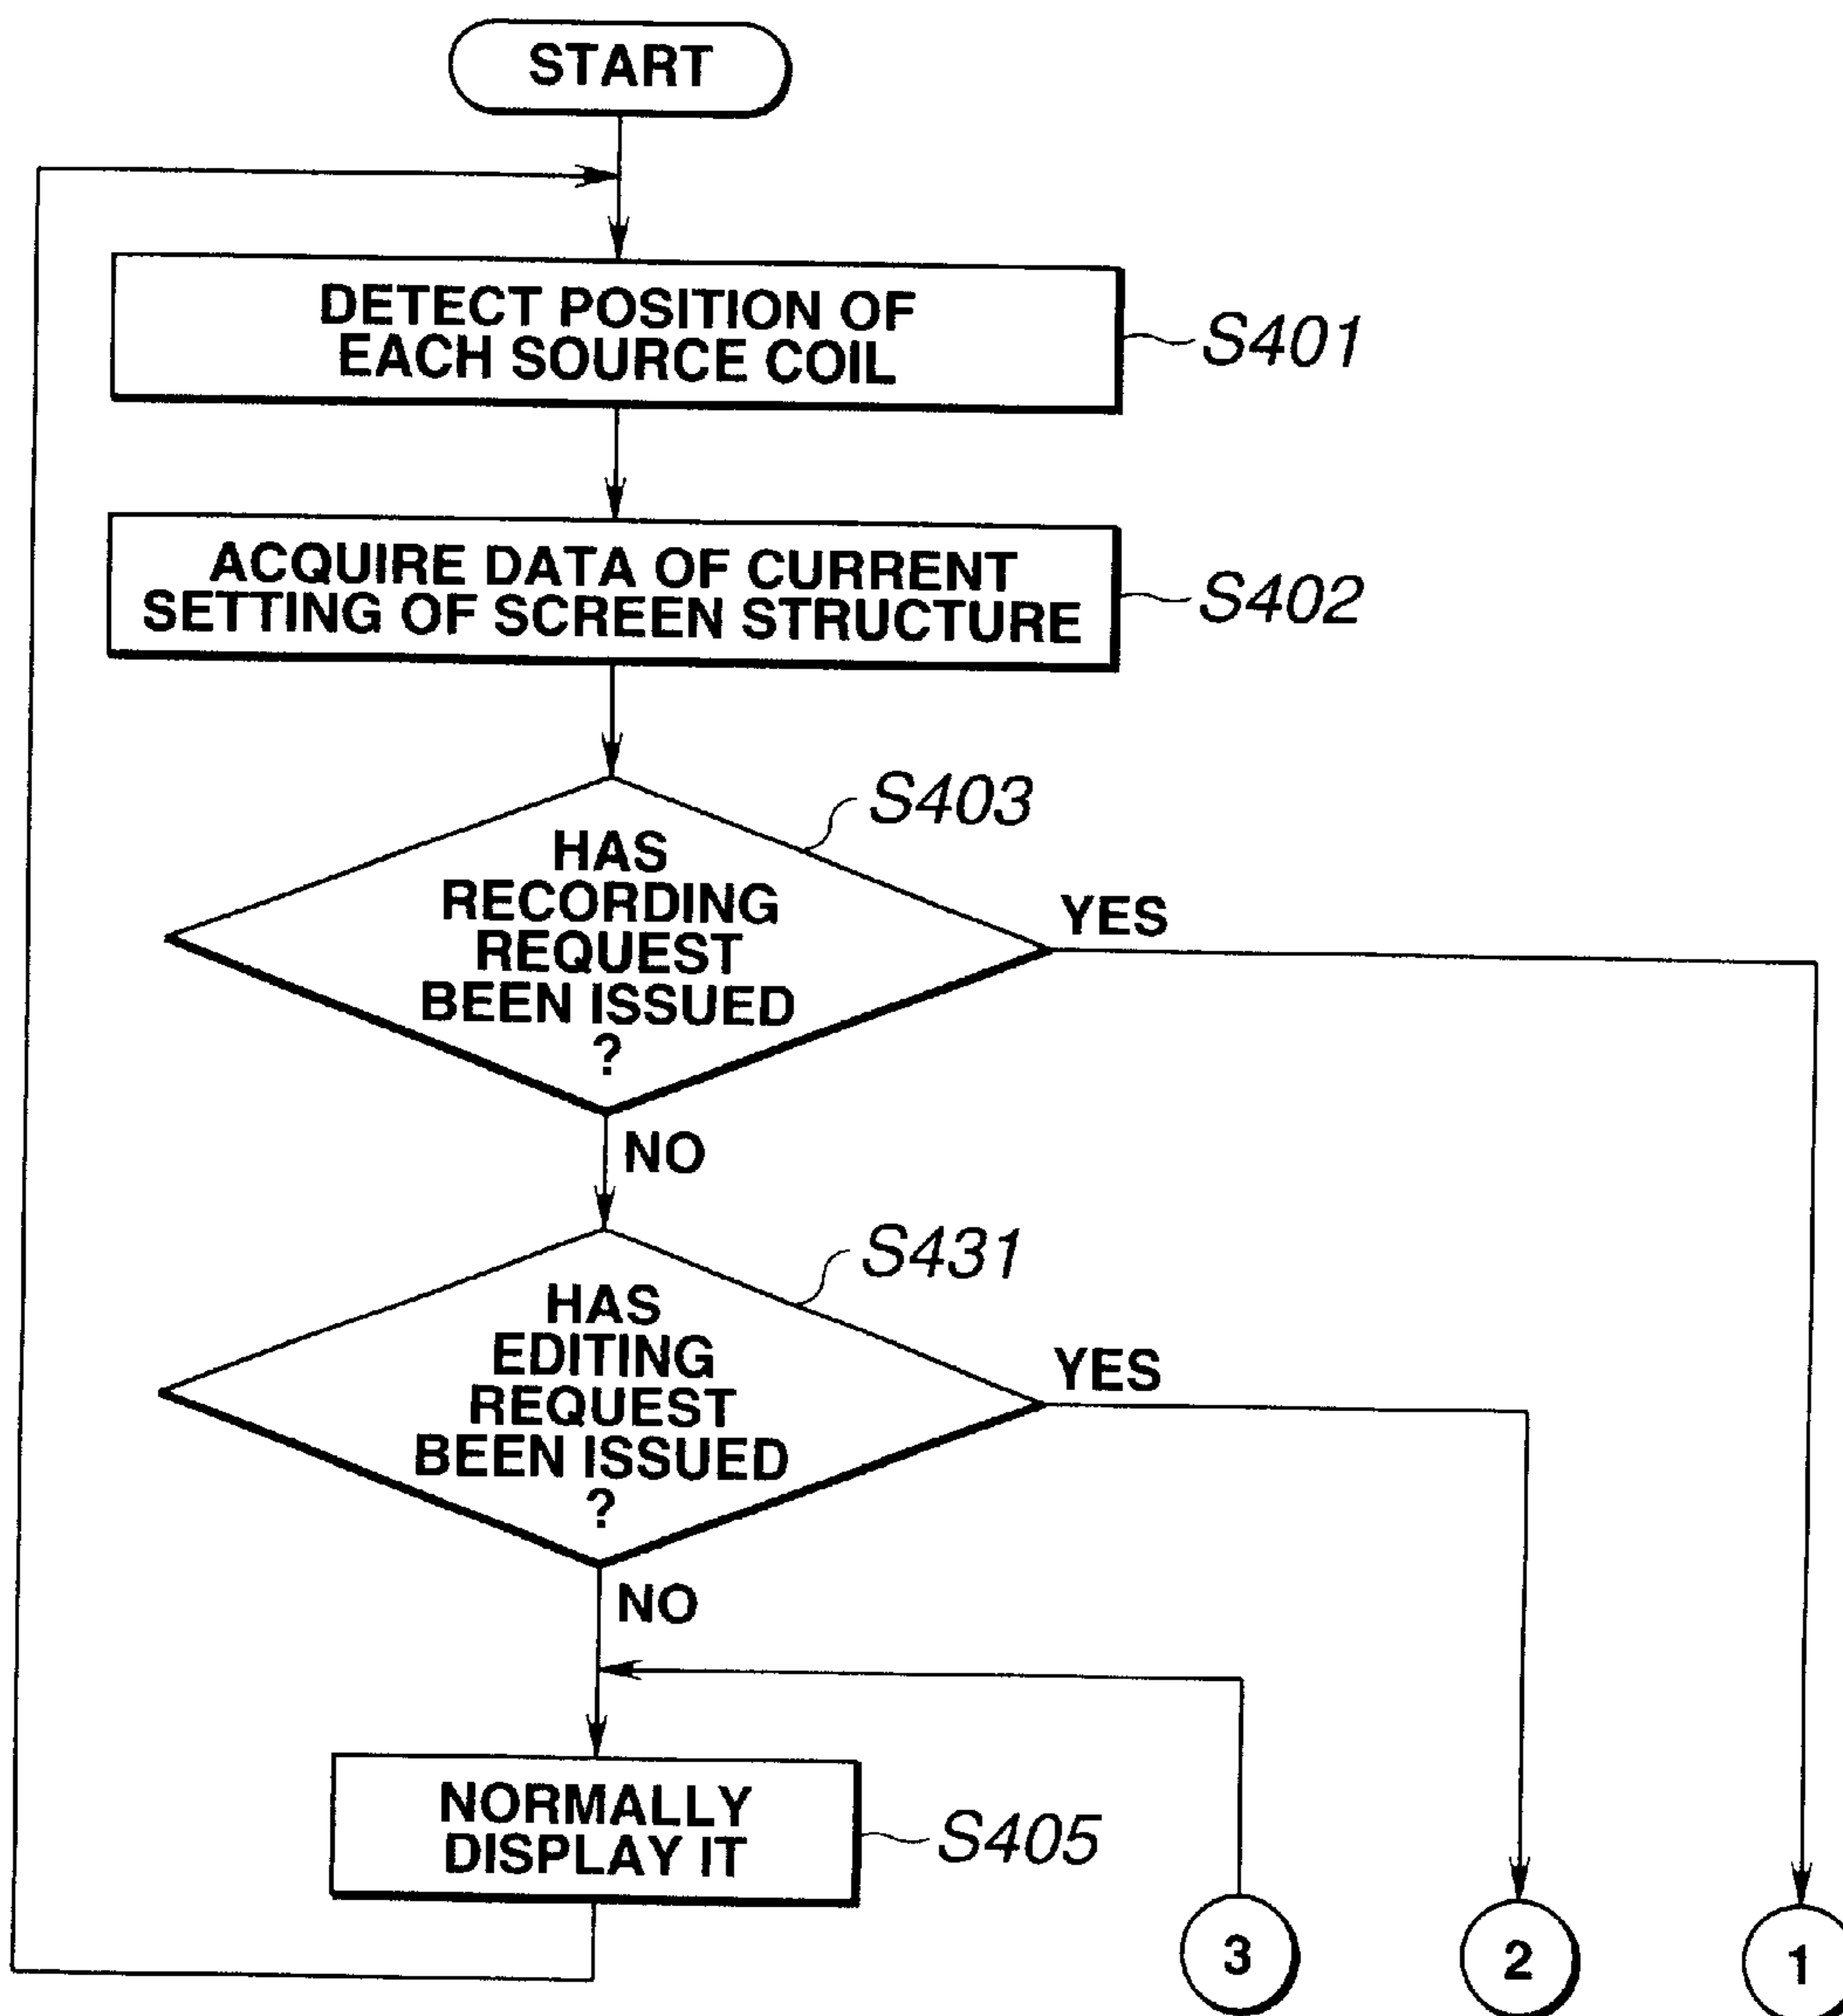 START
DETECT POSITION OF
EACH SOURCE COIL
S401
ACQUIRE DATA OF CURRENT
SETTING OF SCREEN STRUCTURE
S402
S403
HAS
RECORDING
REQUEST
BEEN ISSUED
?
YES
NO
S431
HAS
EDITING
REQUEST
BEEN ISSUED
?
YES
NO
NORMALLY
DISPLAY IT
S405
3
2
1